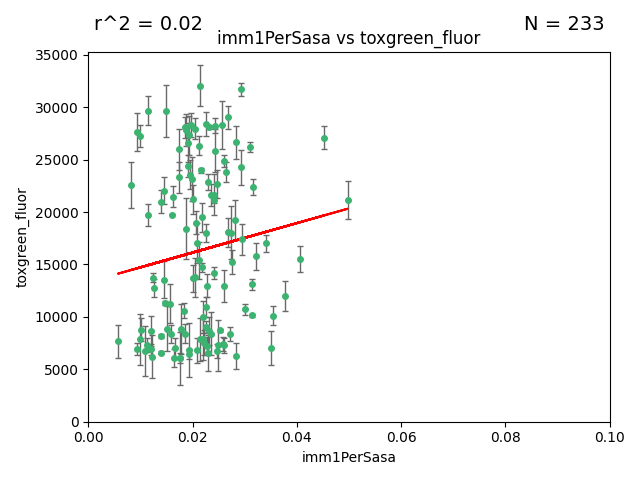 r^2 = 0.02
N = 233
imm1PerSasa vs toxgreen_fluor
35000
30000
25000
20000
15000
10000
5000
0
toxgreen_fluor
0.00 0.02 0.04 0.06 0.08 0.10
imm1PerSasa